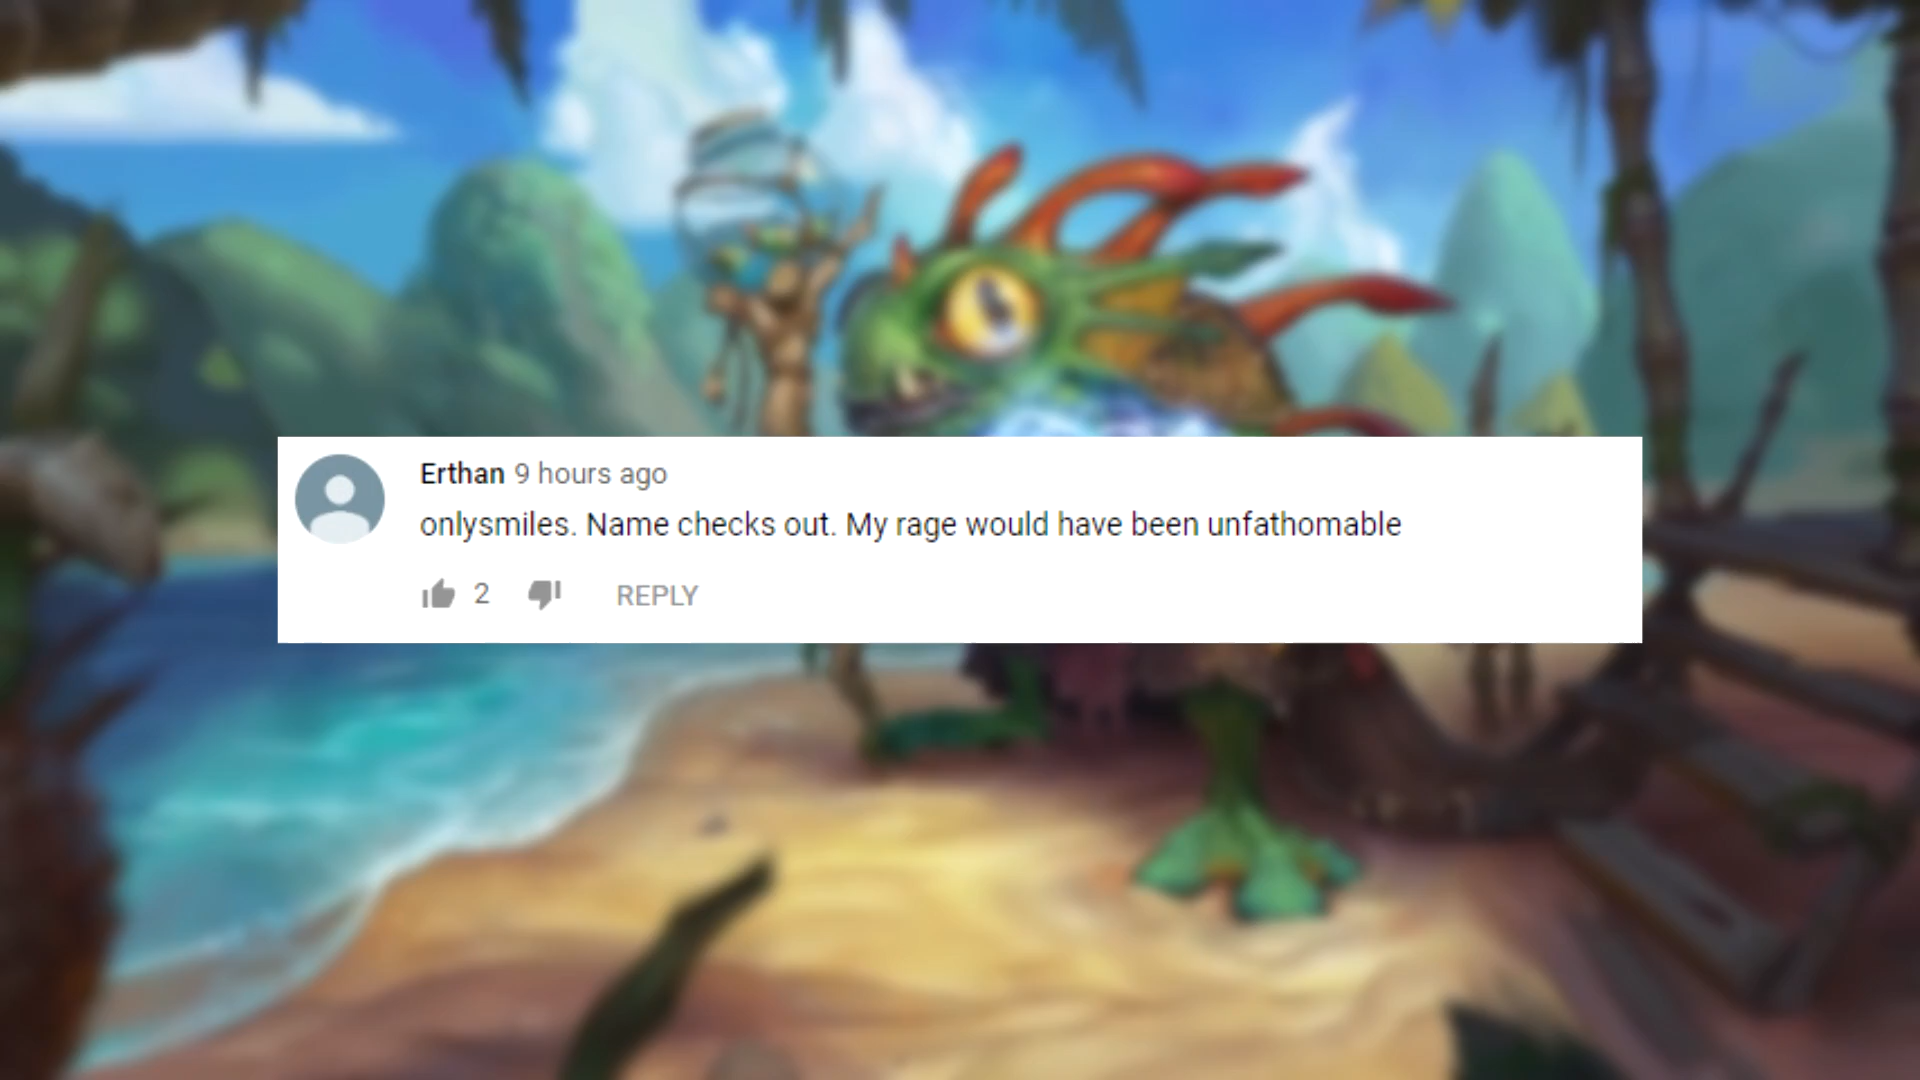 Erthan 9 hours ago
onlysmiles. Name checks out. My rage would have been unfathomable
2 REPLY